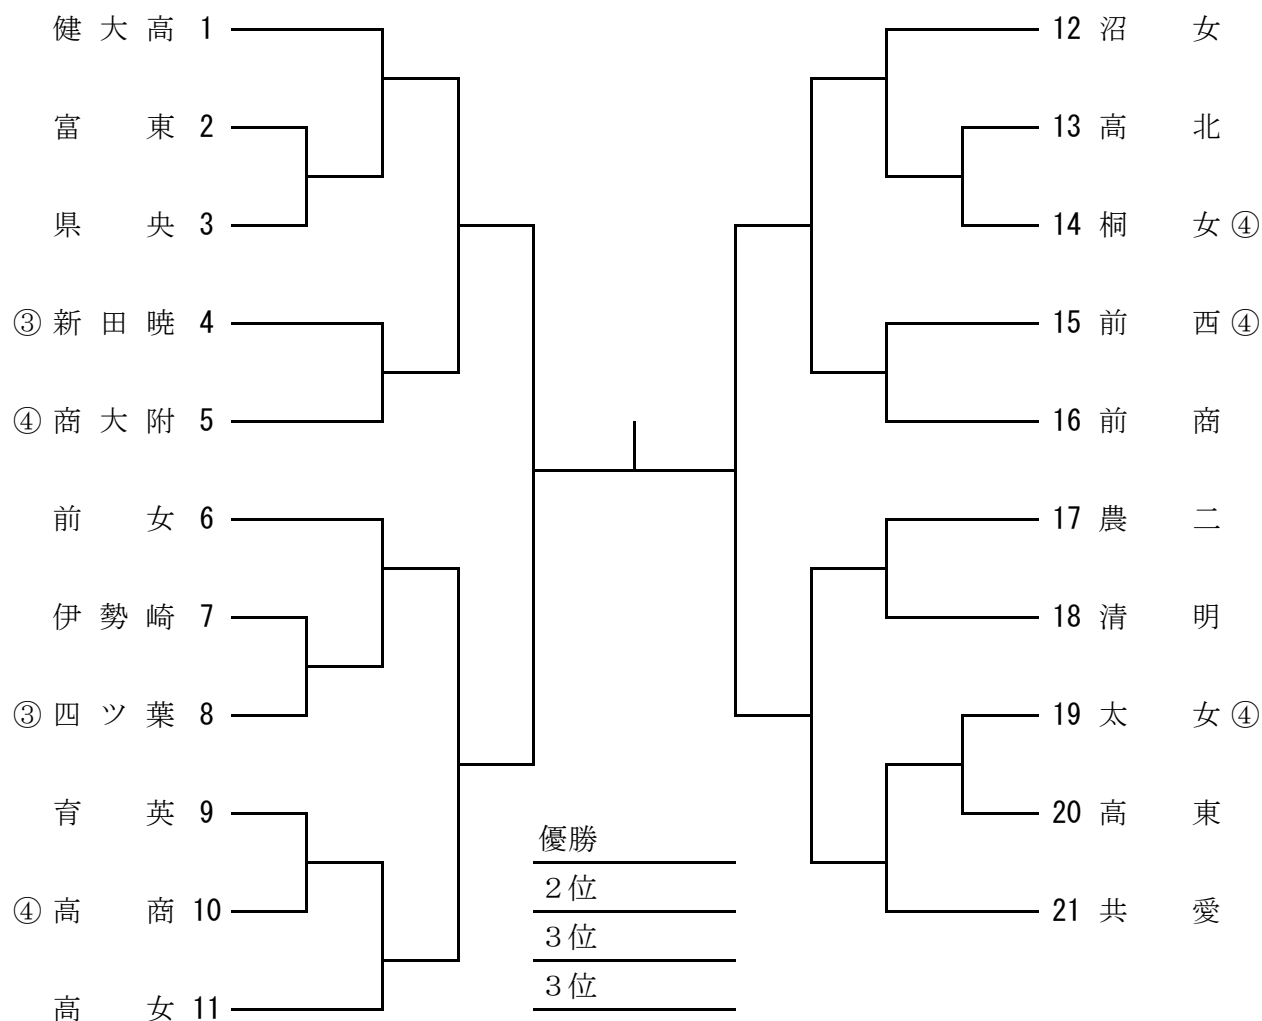 健大高 1
富東 2
県央 3
③ 新田暁 4
④ 商大附 5
前女 6
伊勢崎 7
③ 四ツ葉 8
育英 9
④ 高商 10
高女 11
12 沼女
13 高北
14 桐女 ④
15 前西 ④
16 前商
17 農二
18 清明
19 太女 ④
20 高東
21 共愛
優勝
２位
３位
３位